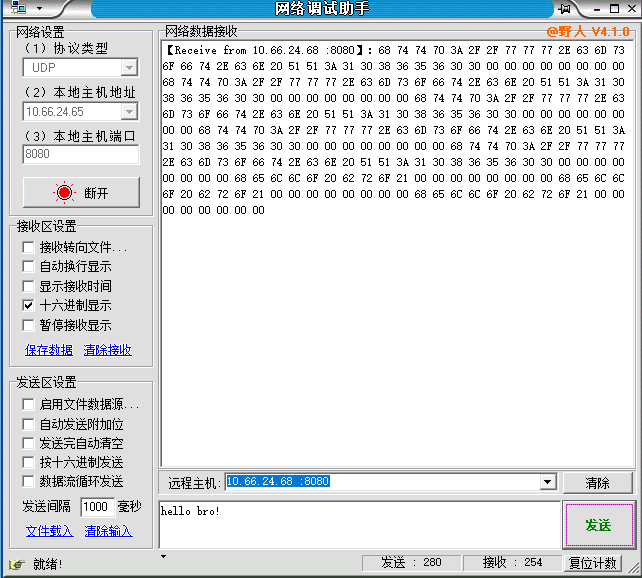 网络调试助手
网络设置
（1）协议类型
UDP
（2）本地主机地址
10.66.24.65
（3）本地主机端口
8080
断开
接收区设置
接收转向文件...
自动换行显示
显示接收时间
十六进制显示
暂停接收显示
保存数据 清除接收
发送区设置
启用文件数据源...
自动发送附加位
发送完自动清空
按十六进制发送
数据流循环发送
发送间隔 1000 毫秒
文件载入 清除输入
就绪!
网络数据接收
@野人 V4.1.0
【Receive from 10.66.24.68 :8080】：68 74 74 70 3A 2F 2F 77 77 77 2E 63 6D 73
6F 66 74 2E 63 6E 20 51 51 3A 31 30 38 36 35 36 30 30 00 00 00 00 00 00 00
68 74 74 70 3A 2F 2F 77 77 77 2E 63 6D 73 6F 66 74 2E 63 6E 20 51 51 3A 31 30
38 36 35 36 30 30 00 00 00 00 00 00 00 68 74 74 70 3A 2F 2F 77 77 77 2E 63
6D 73 6F 66 74 2E 63 6E 20 51 51 3A 31 30 38 36 35 36 30 30 00 00 00 00 00
00 00 68 74 74 70 3A 2F 2F 77 77 77 2E 63 6D 73 6F 66 74 2E 63 6E 20 51 51 3A
31 30 38 36 35 36 30 30 00 00 00 00 00 00 00 68 74 74 70 3A 2F 2F 77 77 77
2E 63 6D 73 6F 66 74 2E 63 6E 20 51 51 3A 31 30 38 36 35 36 30 30 00 00 00
00 00 00 00 68 65 6C 6C 6F 20 62 72 6F 21 00 00 00 00 00 00 00 68 65 6C 6C
6F 20 62 72 6F 21 00 00 00 00 00 00 00 68 65 6C 6C 6F 20 62 72 6F 21 00 00
00 00 00 00 00 00
远程主机: 10.66.24.68 :8080 清除
hello bro!
发送
发送 : 280 接收 : 254 复位计数